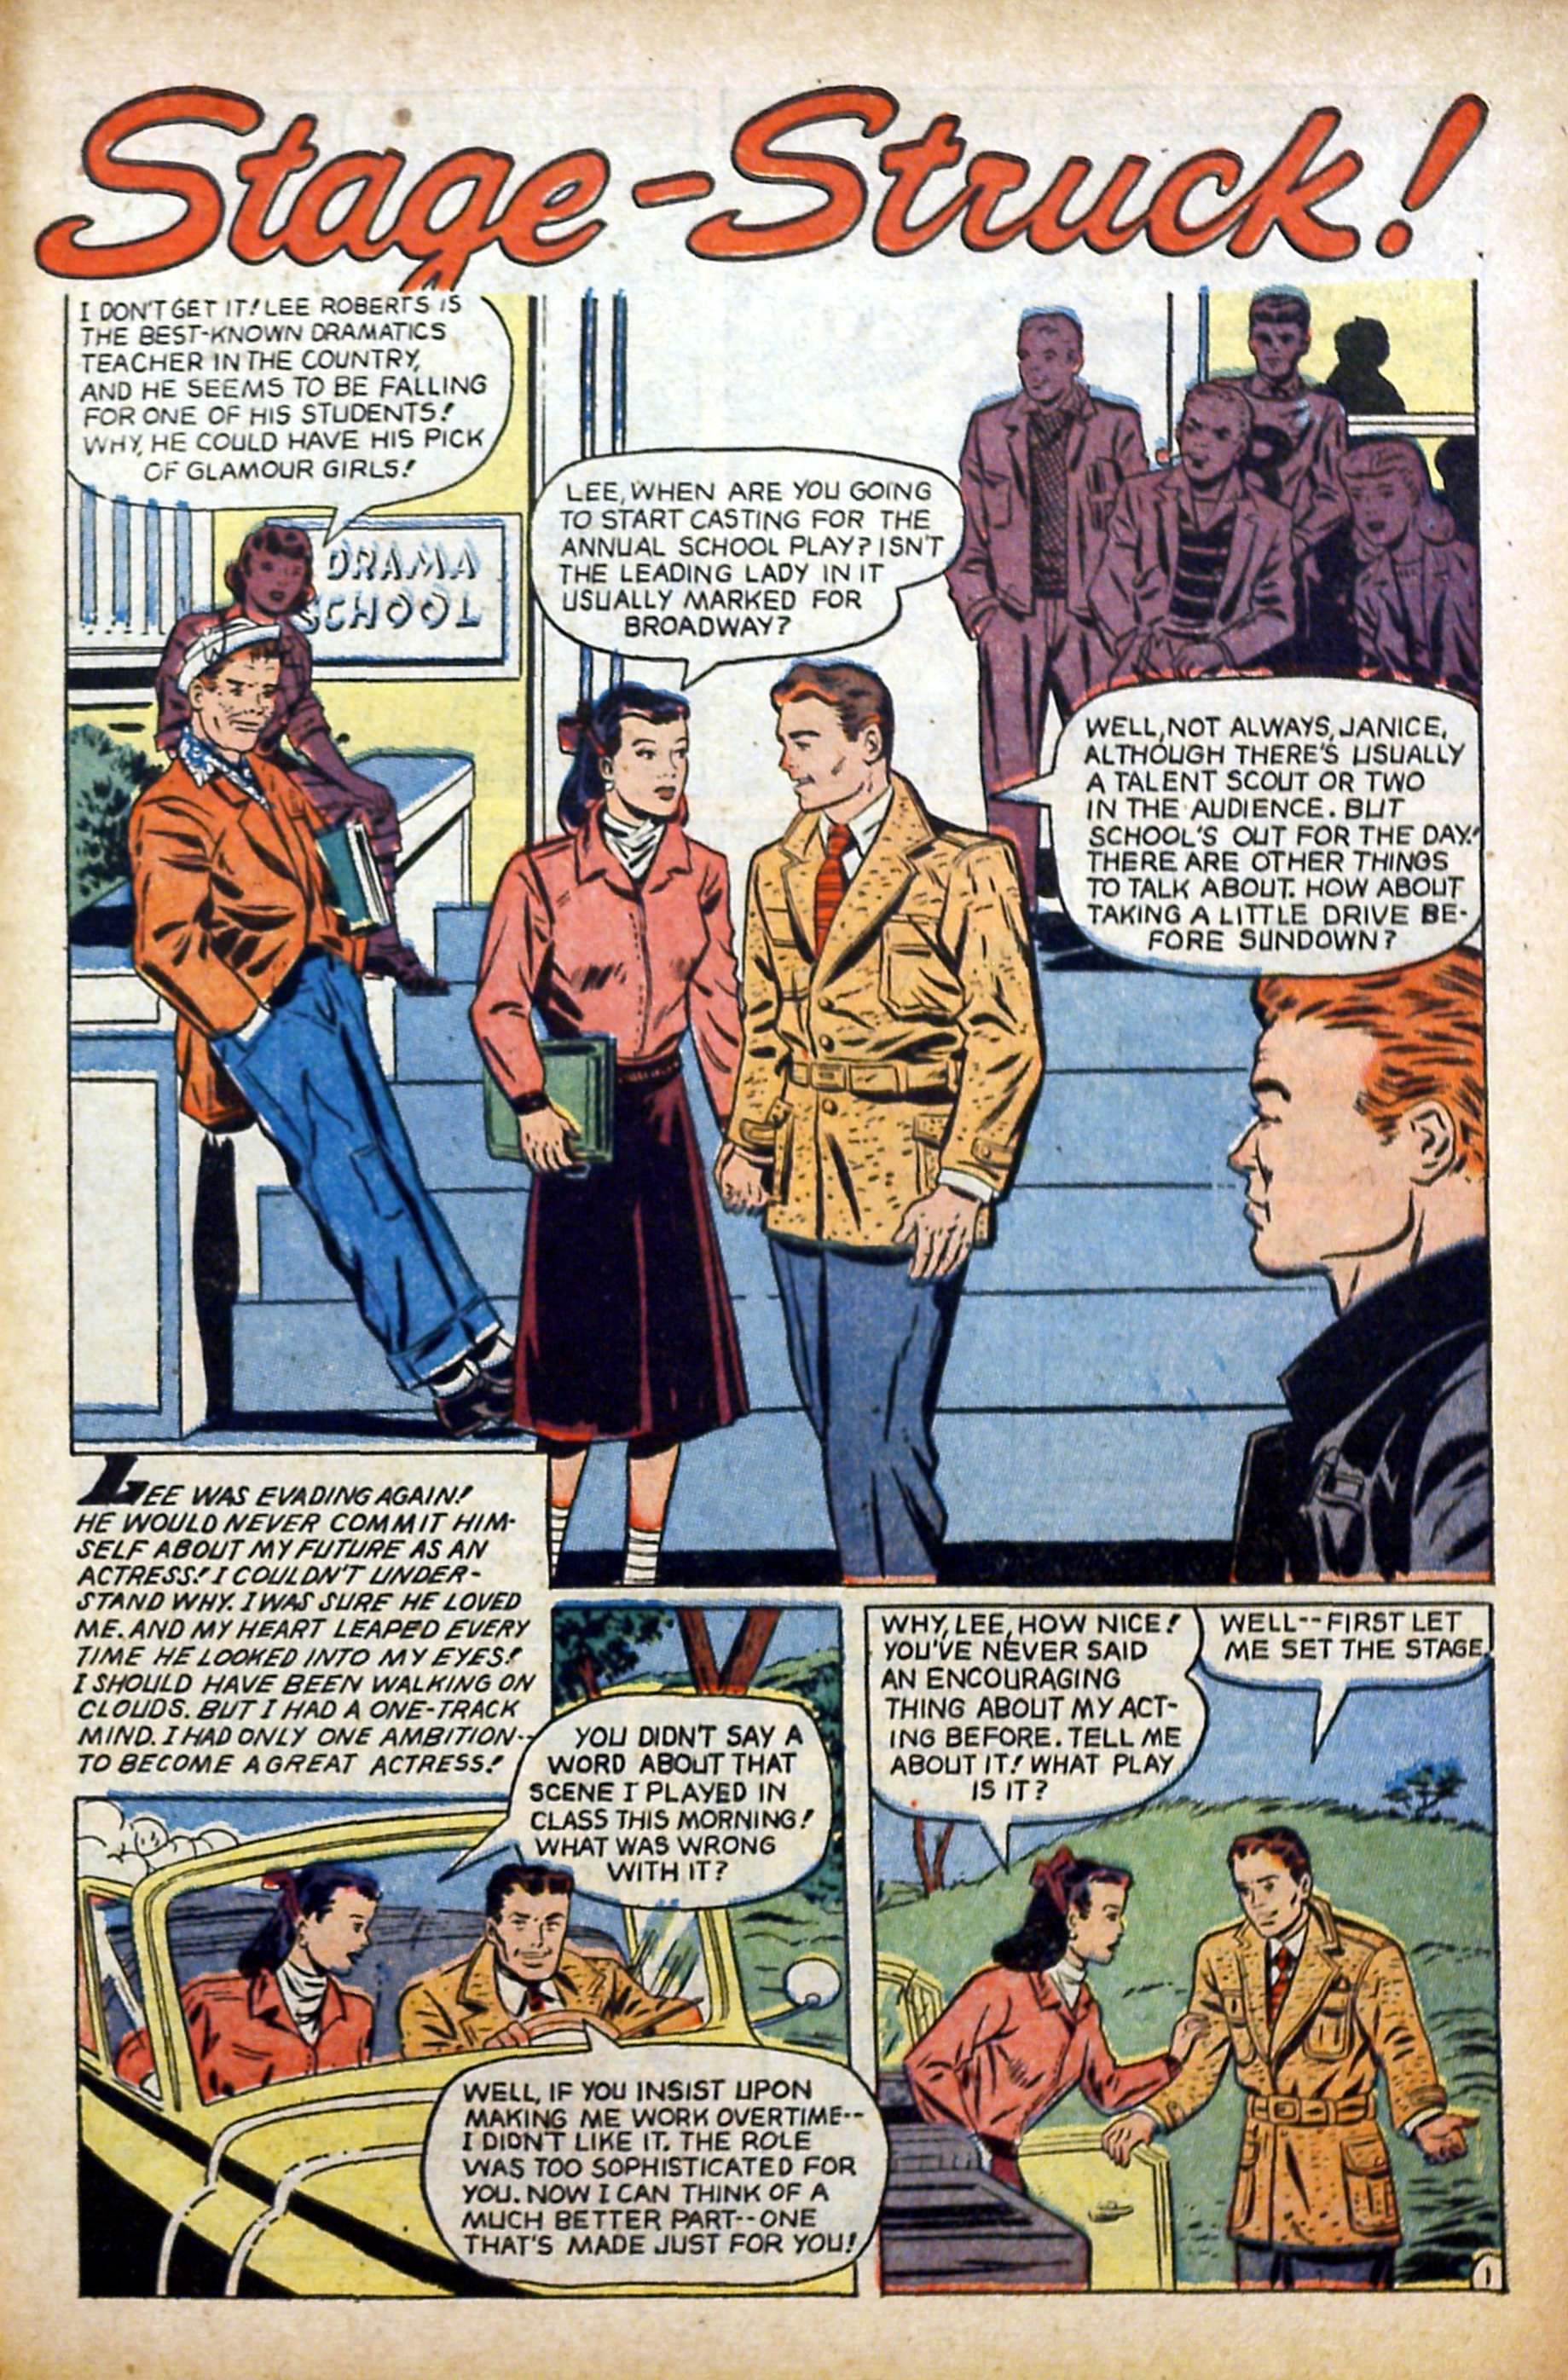 Stage-Struck!
I DON'T GET IT! LEE ROBERTS IS
THE BEST-KNOWN DRAMATICS
TEACHER IN THE COUNTRY,
AND HE SEEMS TO BE FALLING
FOR ONE OF HIS STUDENTS!
WHY, HE COULD HAVE HIS PICK
OF GLAMOUR GIRLS!
DRAMA
SCHOOL
LEE, WHEN ARE YOU GOING
TO START CASTING FOR THE
ANNUAL SCHOOL PLAY? ISN'T
THE LEADING LADY IN IT
USUALLY MARKED FOR
BROADWAY?
WELL, NOT ALWAYS, JANICE,
ALTHOUGH THERE'S USUALLY
A TALENT SCOUT OR TWO
IN THE AUDIENCE. BUT
SCHOOL'S OUT FOR THE DAY!
THERE ARE OTHER THINGS
TO TALK ABOUT. HOW ABOUT
TAKING A LITTLE DRIVE BE-
FORE SUNDOWN?
LEE WAS EVADING AGAIN!
HE WOULD NEVER COMMIT HIM-
SELF ABOUT MY FUTURE AS AN
ACTRESS! I COULDN'T UNDER-
STAND WHY. I WAS SURE HE LOVED
ME. AND MY HEART LEAPED EVERY
TIME HE LOOKED INTO MY EYES!
I SHOULD HAVE BEEN WALKING ON
CLOUDS. BUT I HAD A ONE-TRACK
MIND. I HAD ONLY ONE AMBITION--
TO BECOME A GREAT ACTRESS!
YOU DIDN'T SAY A
WORD ABOUT THAT
SCENE I PLAYED IN
CLASS THIS MORNING!
WHAT WAS WRONG
WITH IT?
WELL, IF YOU INSIST UPON
MAKING ME WORK OVERTIME--
I DIDN'T LIKE IT. THE ROLE
WAS TOO SOPHISTICATED FOR
YOU. NOW I CAN THINK OF A
MUCH BETTER PART--ONE
THAT'S MADE JUST FOR YOU!
WHY, LEE, HOW NICE!
YOU'VE NEVER SAID
AN ENCOURAGING
THING ABOUT MY ACT-
ING BEFORE. TELL ME
ABOUT IT! WHAT PLAY
IS IT?
WELL--FIRST LET
ME SET THE STAGE.
1